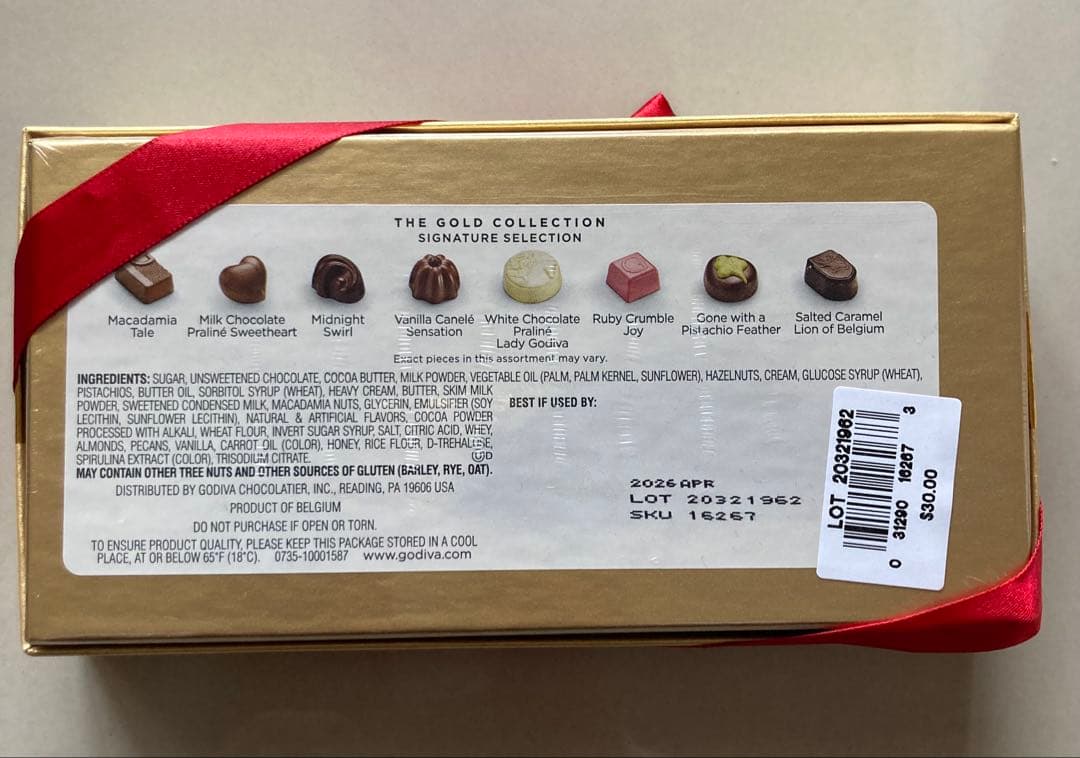 THE GOLD COLLECTION
SIGNATURE SELECTION
Macadamia Tale
Milk Chocolate Praliné Sweetheart
Midnight Swirl
Vanilla Canelé Sensation
White Chocolate Praliné Lady Godiva
Ruby Crumble Joy
Gone with a Pistachio Feather
Salted Caramel Lion of Belgium
Exact pieces in this assortment may vary.
INGREDIENTS: SUGAR, UNSWEETENED CHOCOLATE, COCOA BUTTER, MILK POWDER, VEGETABLE OIL (PALM, PALM KERNEL, SUNFLOWER), HAZELNUTS, CREAM, GLUCOSE SYRUP (WHEAT),
PISTACHIOS, BUTTER OIL, SORBITOL SYRUP (WHEAT), HEAVY CREAM, BUTTER, SKIM MILK
POWDER, SWEETENED CONDENSED MILK, MACADAMIA NUTS, GLYCERIN, EMULSIFIER (SOY
LECITHIN, SUNFLOWER LECITHIN), NATURAL & ARTIFICIAL FLAVORS, COCOA POWDER
PROCESSED WITH ALKALI, WHEAT FLOUR, INVERT SUGAR SYRUP, SALT, CITRIC ACID, WHEY,
ALMONDS, PECANS, VANILLA, CARROT OIL (COLOR), HONEY, RICE FLOUR, D-TREHALOSE,
SPIRULINA EXTRACT (COLOR), TRISODIUM CITRATE.
MAY CONTAIN OTHER TREE NUTS AND OTHER SOURCES OF GLUTEN (BARLEY, RYE, OAT).
DISTRIBUTED BY GODIVA CHOCOLATIER, INC., READING, PA 19606 USA
PRODUCT OF BELGIUM
DO NOT PURCHASE IF OPEN OR TORN.
TO ENSURE PRODUCT QUALITY, PLEASE KEEP THIS PACKAGE STORED IN A COOL
PLACE, AT OR BELOW 65°F (18°C). 0735-10001587 www.godiva.com
BEST IF USED BY:
2026 APR
LOT 20321962
SKU 16267
LOT 20321962
0 31290 16267 3
$30.00